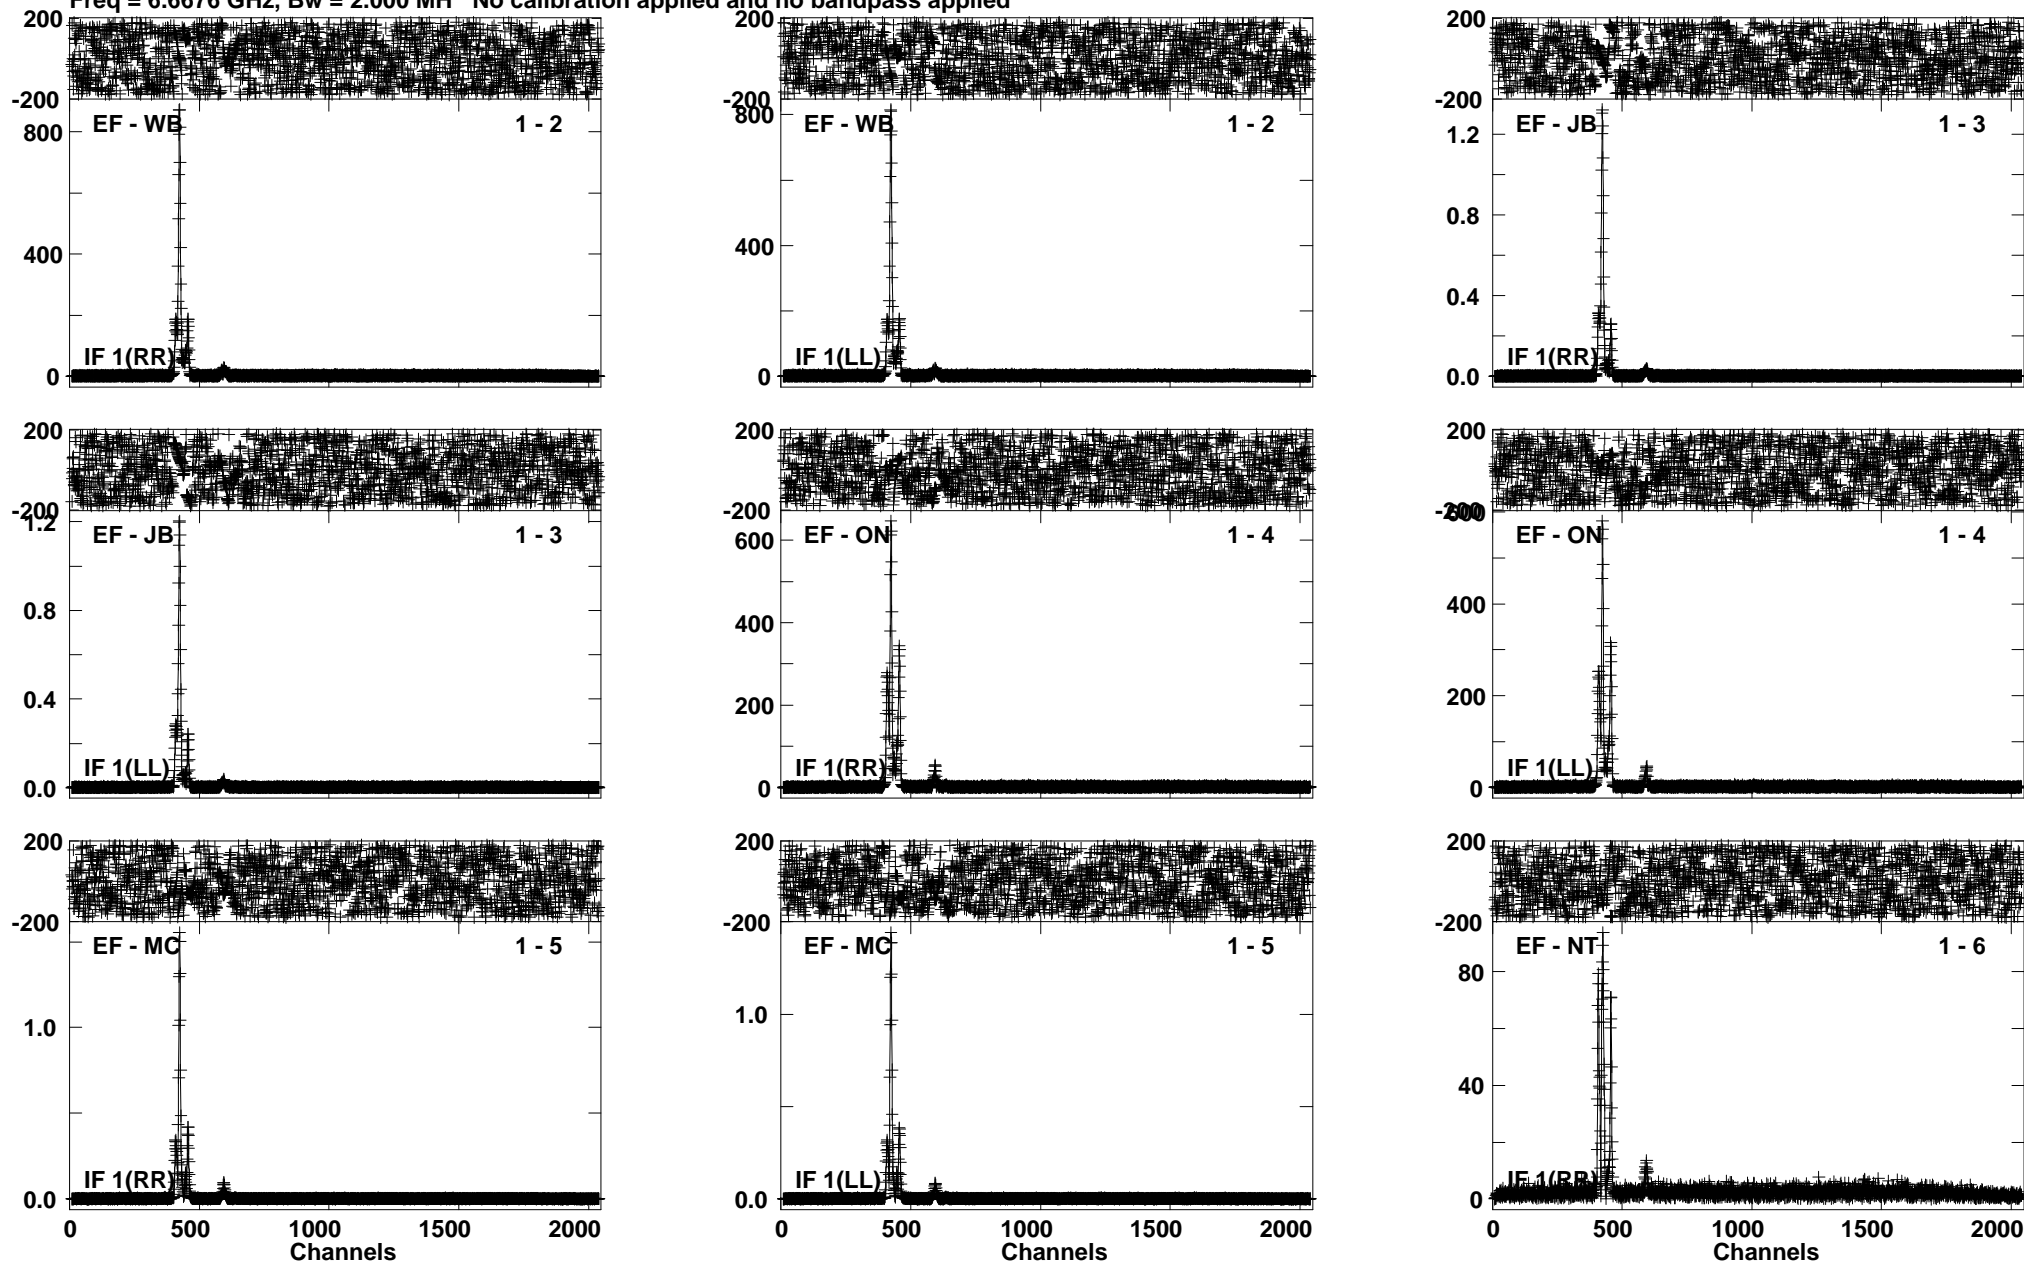 Freq = 6.6676 GHz, Bw = 2.000 MH   No calibration applied and no bandpass applied
200
-200
800
400
0
EF - WB
1 - 2
IF 1(RR)
200
-200
800
400
0
EF - WB
1 - 2
IF 1(LL)
200
-200
1.2
0.8
0.4
0.0
EF - JB
1 - 3
IF 1(RR)
200
-200
1.2
0.8
0.4
0.0
EF - JB
1 - 3
IF 1(LL)
200
-200
600
400
200
0
EF - ON
1 - 4
IF 1(RR)
200
-200
600
400
200
0
EF - ON
1 - 4
IF 1(LL)
200
-200
1.0
0.0
EF - MC
1 - 5
IF 1(RR)
0 500 1000 1500 2000
Channels
200
-200
1.0
0.0
EF - MC
1 - 5
IF 1(LL)
0 500 1000 1500 2000
Channels
200
-200
80
40
0
EF - NT
1 - 6
IF 1(RR)
0 500 1000 1500 2000
Channels